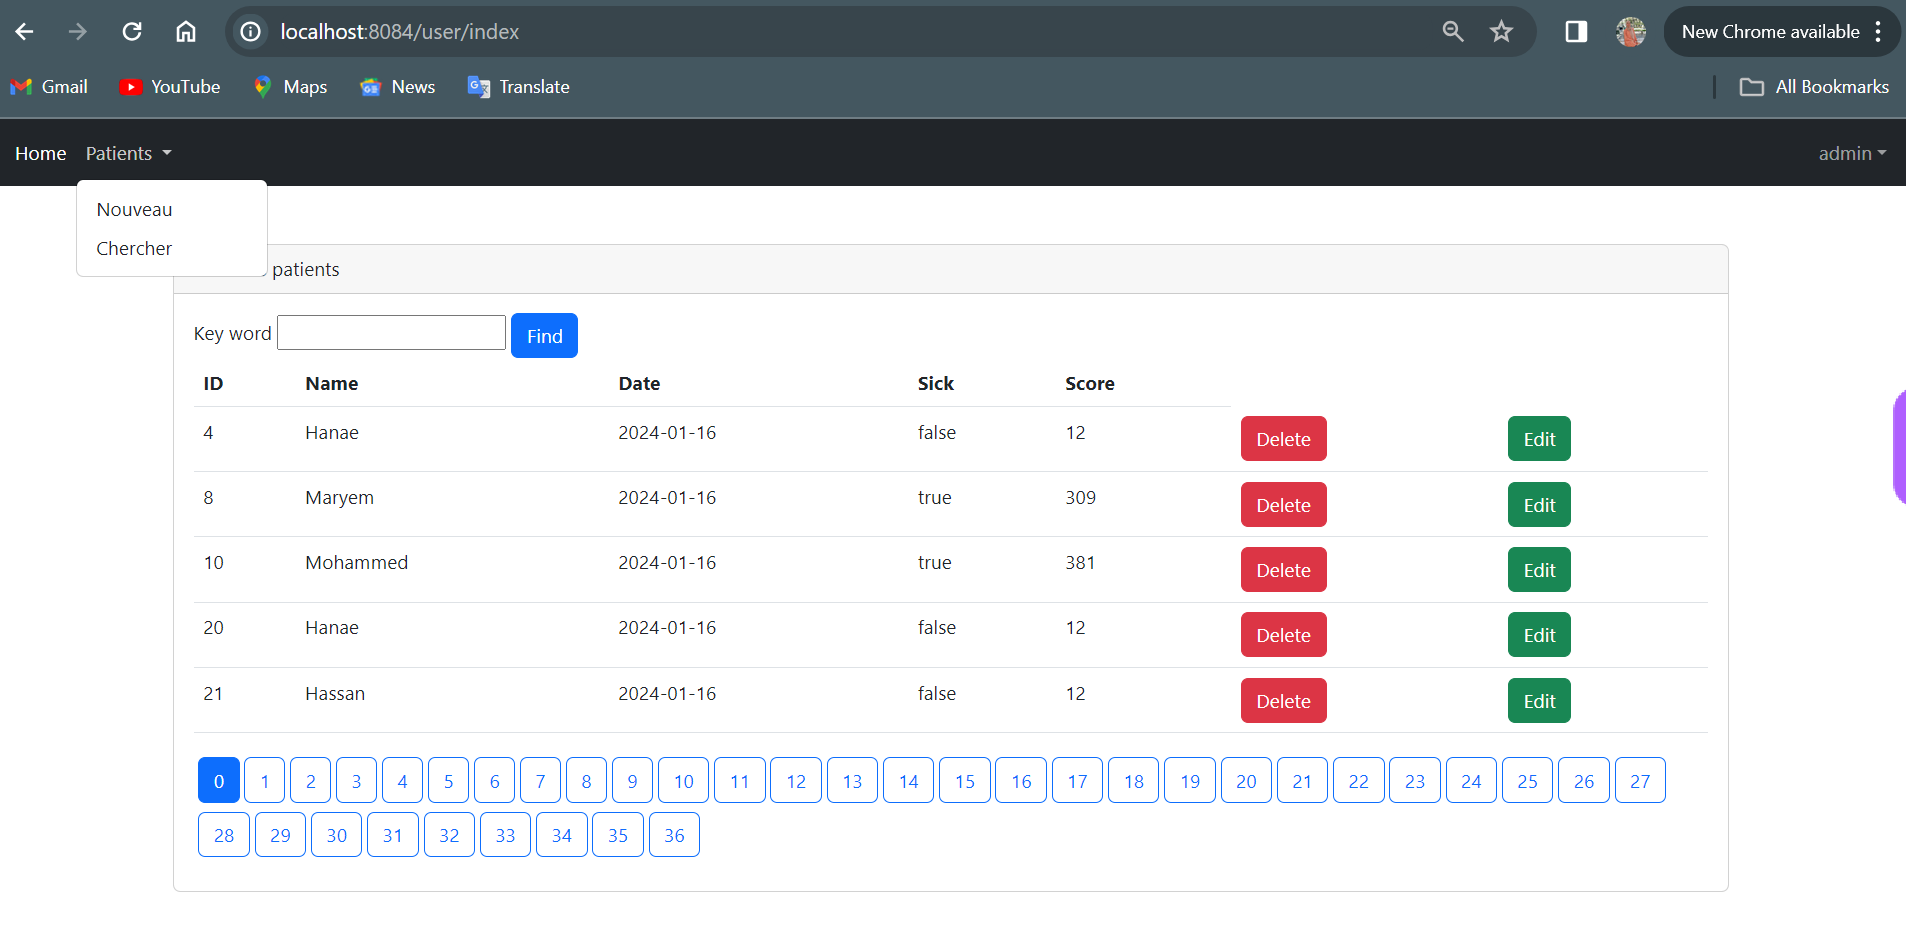 localhost:8084/user/index
New Chrome available
Gmail YouTube Maps News Translate All Bookmarks
Home Patients admin
Nouveau
Chercher
patients
Key word Find
ID Name Date Sick Score
4 Hanae 2024-01-16 false 12 Delete Edit
8 Maryem 2024-01-16 true 309 Delete Edit
10 Mohammed 2024-01-16 true 381 Delete Edit
20 Hanae 2024-01-16 false 12 Delete Edit
21 Hassan 2024-01-16 false 12 Delete Edit
0 1 2 3 4 5 6 7 8 9 10 11 12 13 14 15 16 17 18 19 20 21 22 23 24 25 26 27
28 29 30 31 32 33 34 35 36